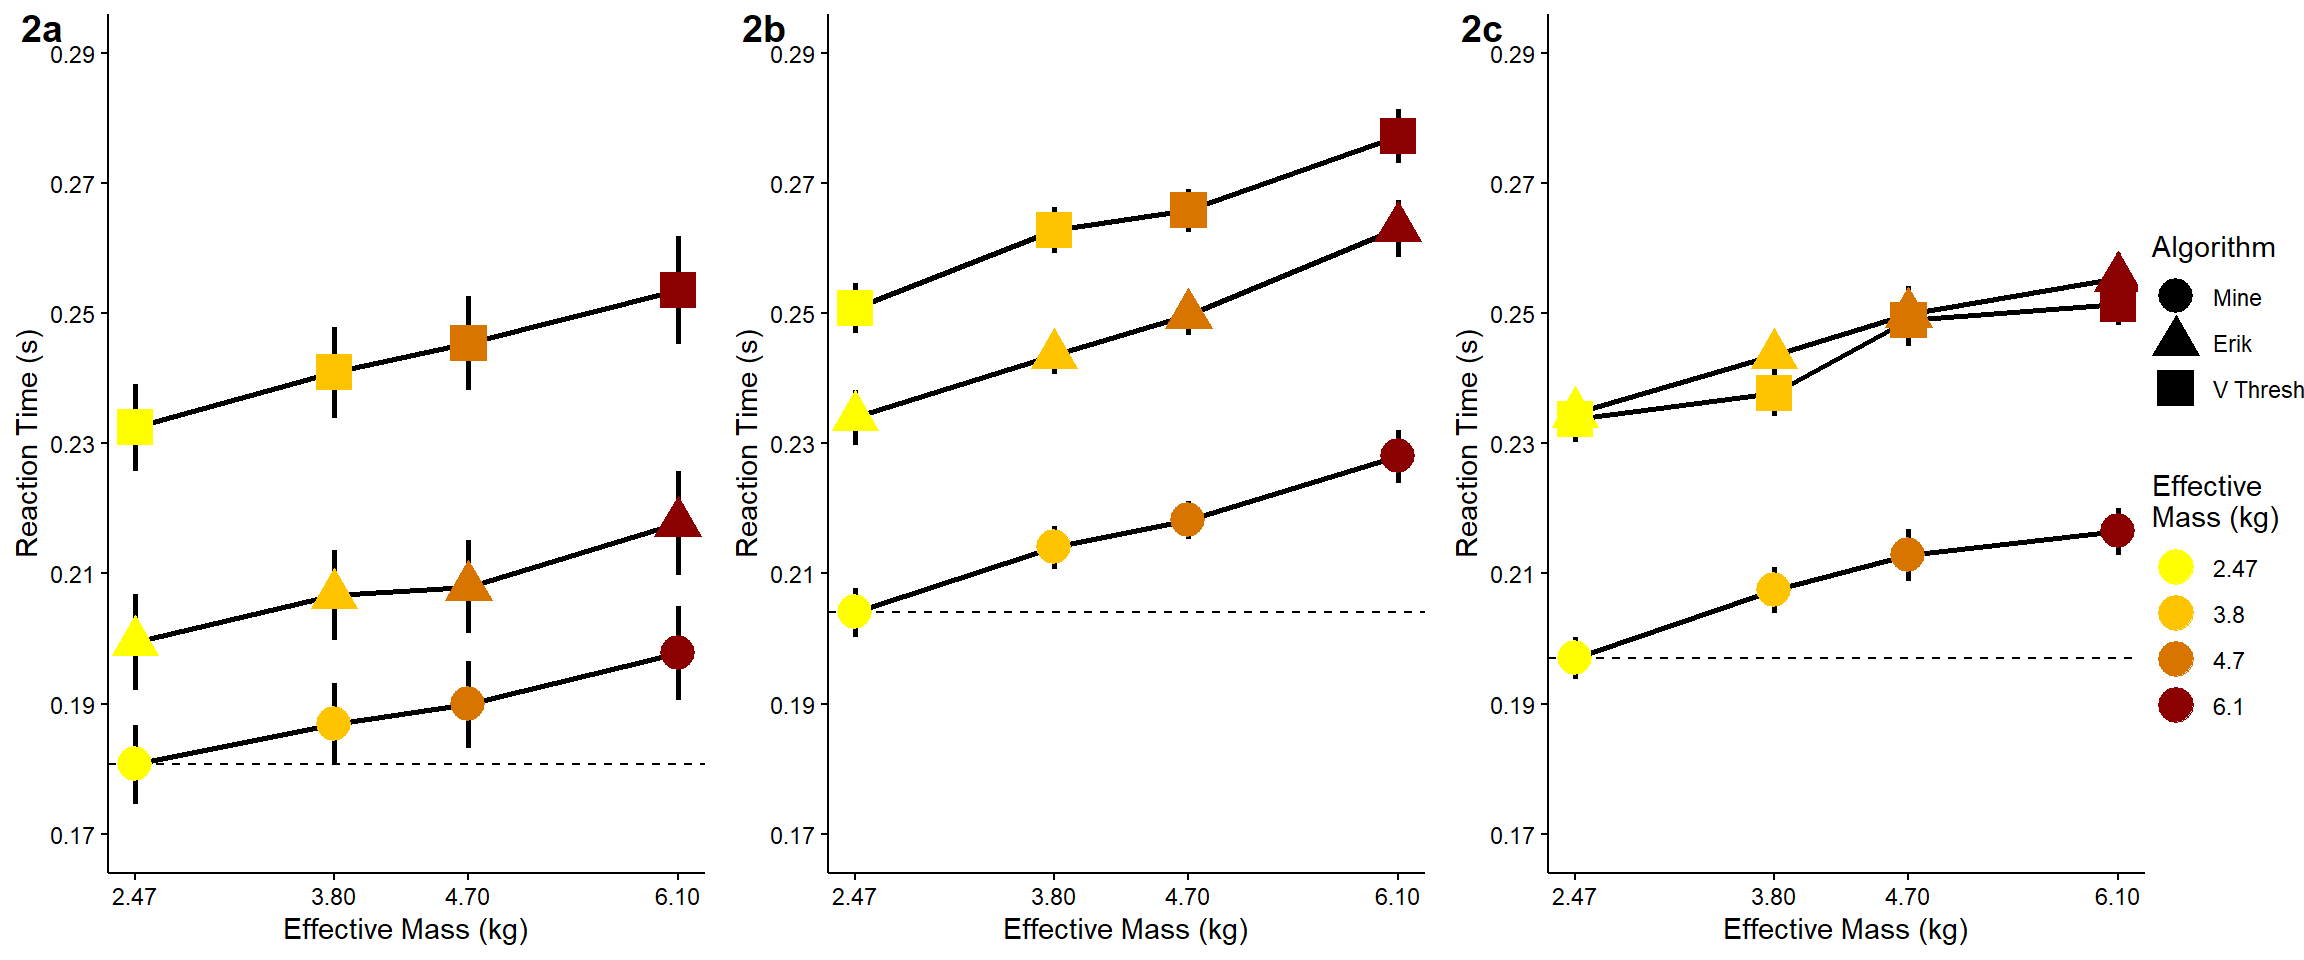 2a
0.29
0.27
0.25
0.23
0.21
0.19
0.17
Reaction Time (s)
2.47 3.80 4.70 6.10
Effective Mass (kg)
2b
0.29
0.27
0.25
0.23
0.21
0.19
0.17
Reaction Time (s)
2.47 3.80 4.70 6.10
Effective Mass (kg)
2c
0.29
0.27
0.25
0.23
0.21
0.19
0.17
Reaction Time (s)
2.47 3.80 4.70 6.10
Effective Mass (kg)
Algorithm
Mine
Erik
V Thresh
Effective
Mass (kg)
2.47
3.8
4.7
6.1